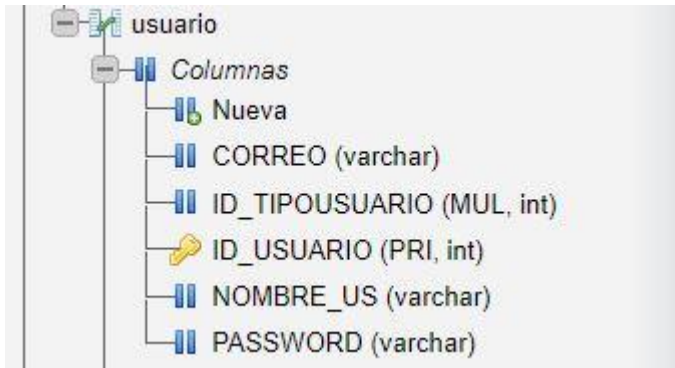 usuario
Columnas
Nueva
CORREO (varchar)
ID_TIPOUSUARIO (MUL, int)
ID_USUARIO (PRI, int)
NOMBRE_US (varchar)
PASSWORD (varchar)